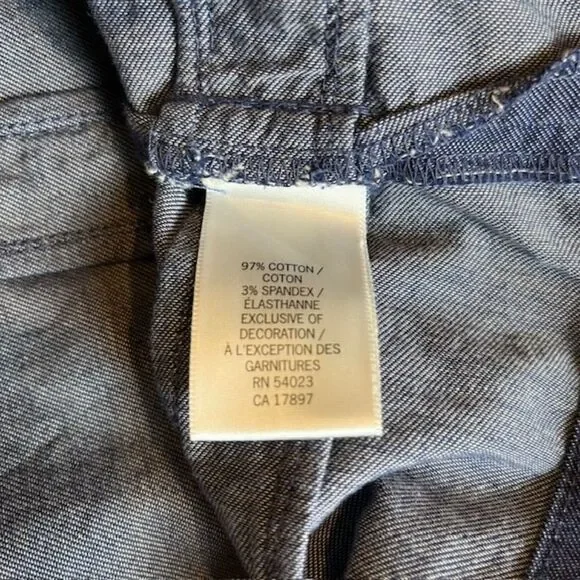 97% COTTON /
COTON
3% SPANDEX /
ÉLASTHANNE
EXCLUSIVE OF
DECORATION /
À L'EXCEPTION DES
GARNITURES
RN 54023
CA 17897